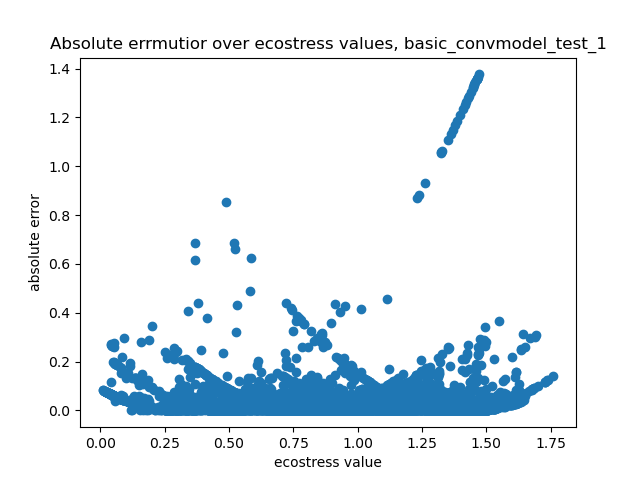 Absolute errmutior over ecostress values, basic_convmodel_test_1
1.4
1.2
1.0
0.8
0.6
0.4
0.2
0.0
absolute error
0.00 0.25 0.50 0.75 1.00 1.25 1.50 1.75
ecostress value